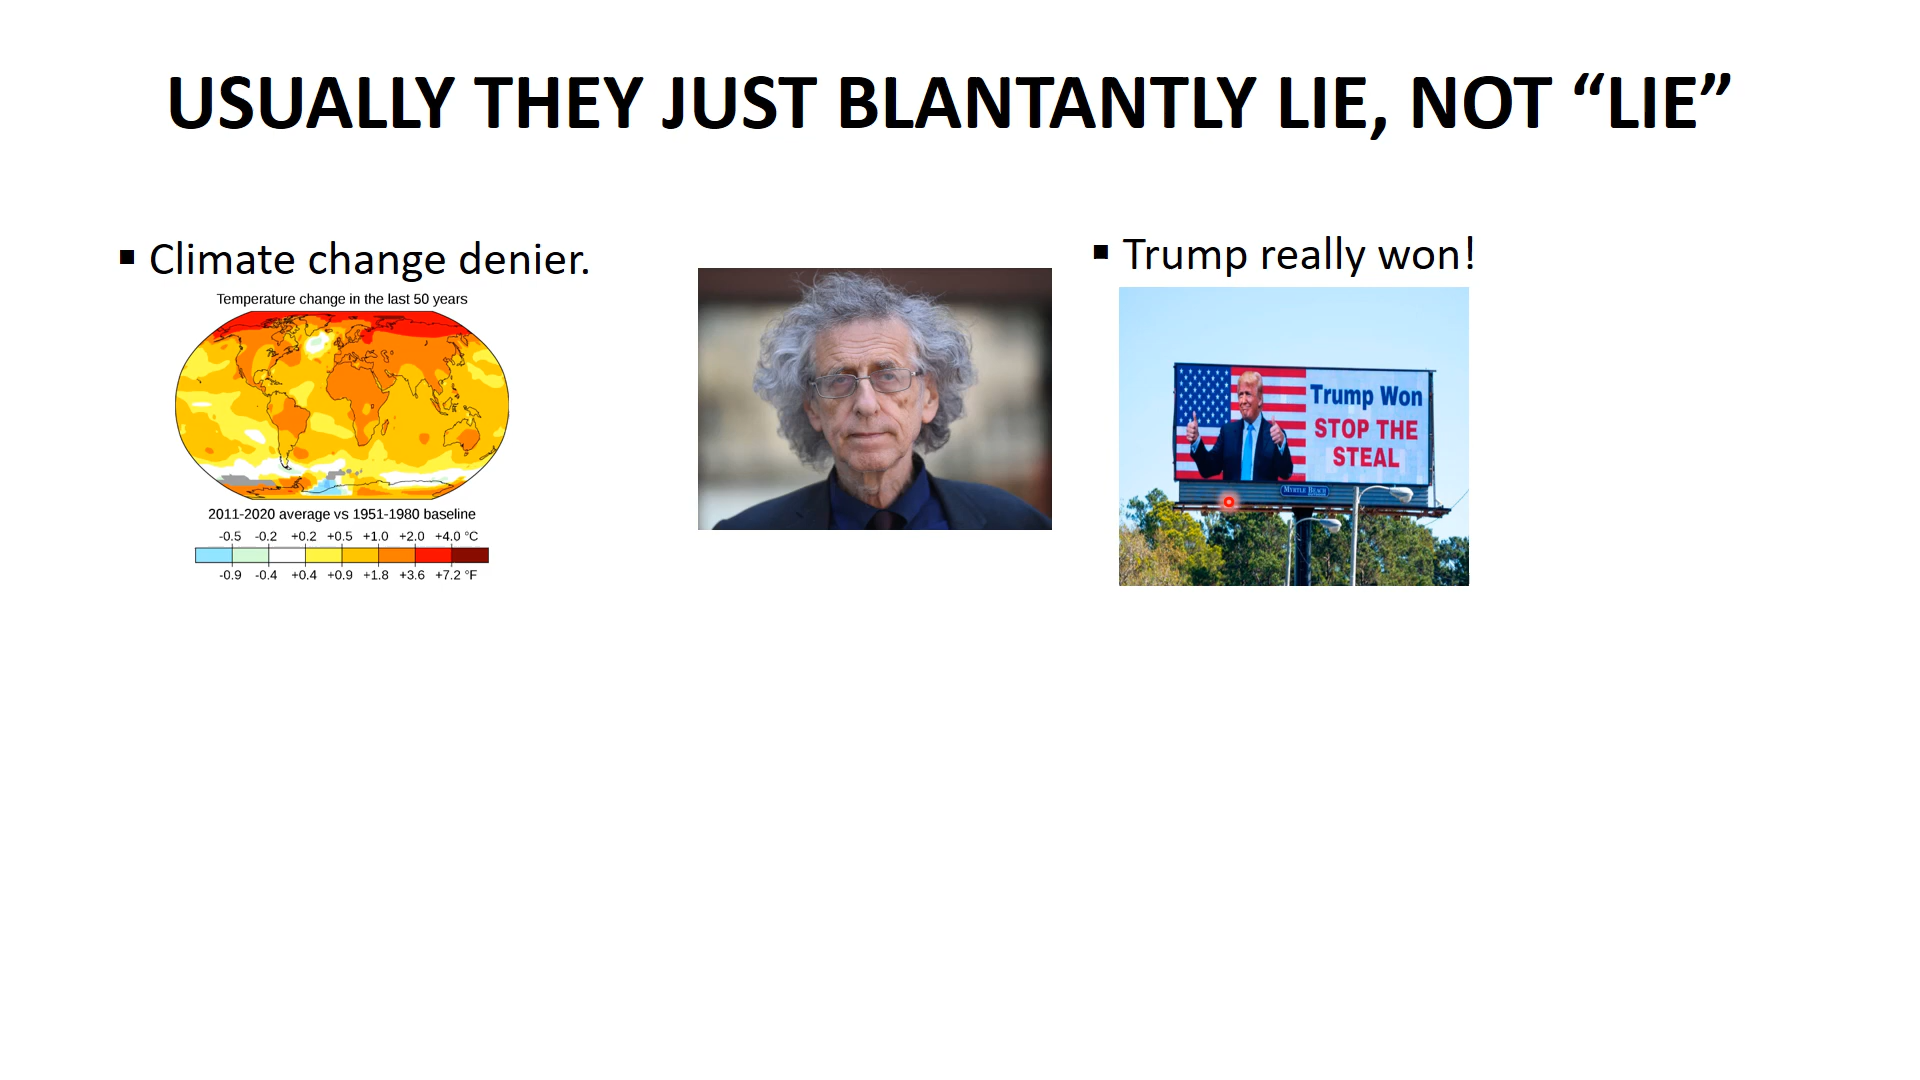 USUALLY THEY JUST BLANTANTLY LIE, NOT “LIE”
▪ Climate change denier.
Temperature change in the last 50 years
2011-2020 average vs 1951-1980 baseline
-0.5 -0.2 +0.2 +0.5 +1.0 +2.0 +4.0 °C
-0.9 -0.4 +0.4 +0.9 +1.8 +3.6 +7.2 °F
▪ Trump really won!
Trump Won
STOP THE
STEAL
MYRTLE BEACH